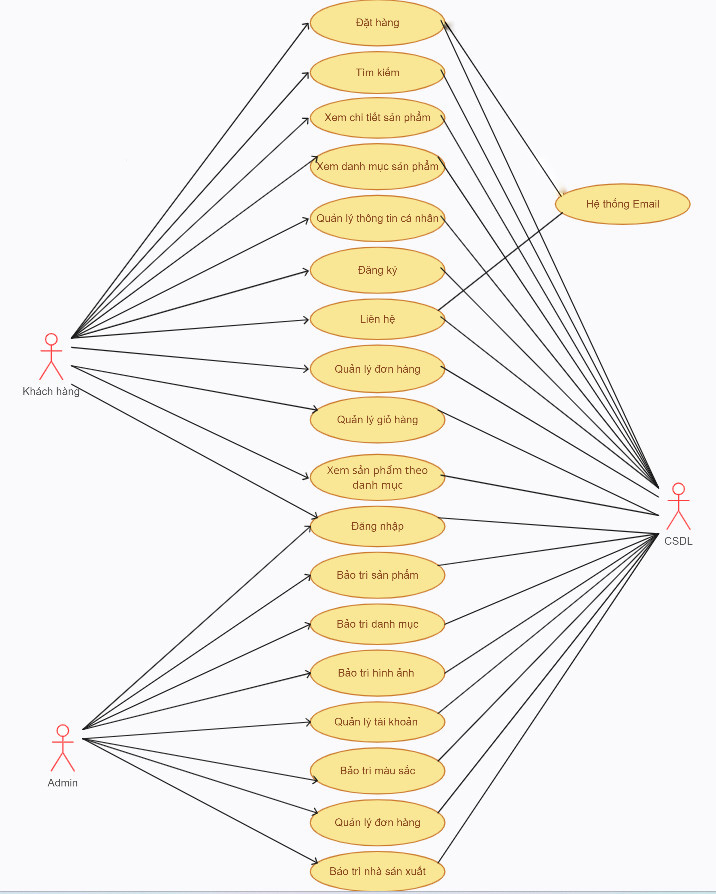 Đặt hàng
Tìm kiếm
Xem chi tiết sản phẩm
Xem danh mục sản phẩm
Hệ thống Email
Quản lý thông tin cá nhân
Đăng ký
Liên hệ
Quản lý đơn hàng
Khách hàng
Quản lý giỏ hàng
Xem sản phẩm theo
danh mục
Đăng nhập
CSDL
Bảo trì sản phẩm
Bảo trì danh mục
Bảo trì hình ảnh
Quản lý tài khoản
Bảo trì màu sắc
Admin
Quản lý đơn hàng
Bảo trì nhà sản xuất